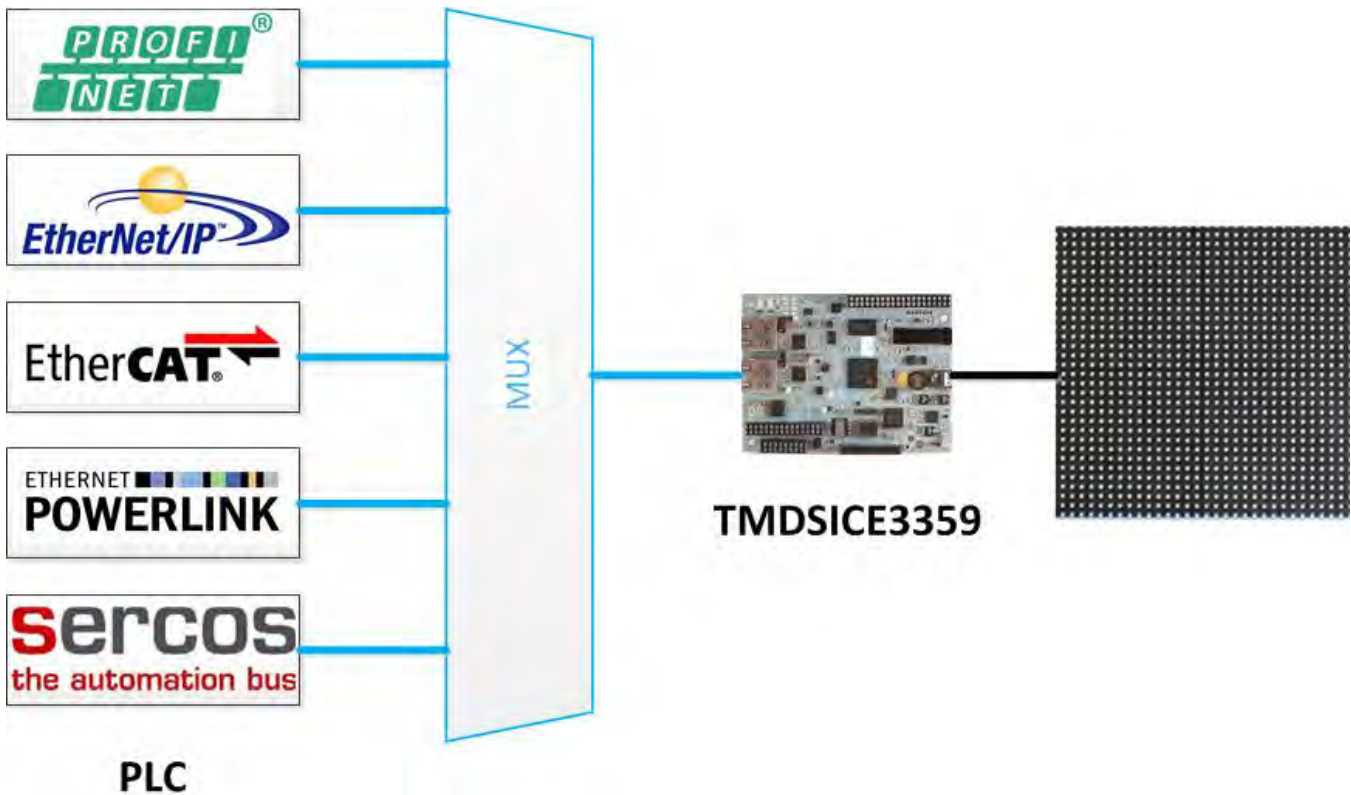 PROFI®
NET
EtherNet/IP™
EtherCAT®
ETHERNET
POWERLINK
sercos
the automation bus
PLC
MUX
TMDSICE3359